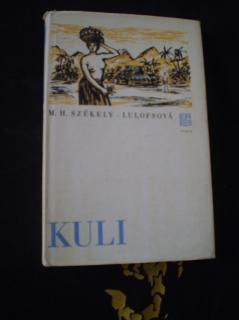 M. H. SZÉKELY - LULOFSOVÁ
KULI